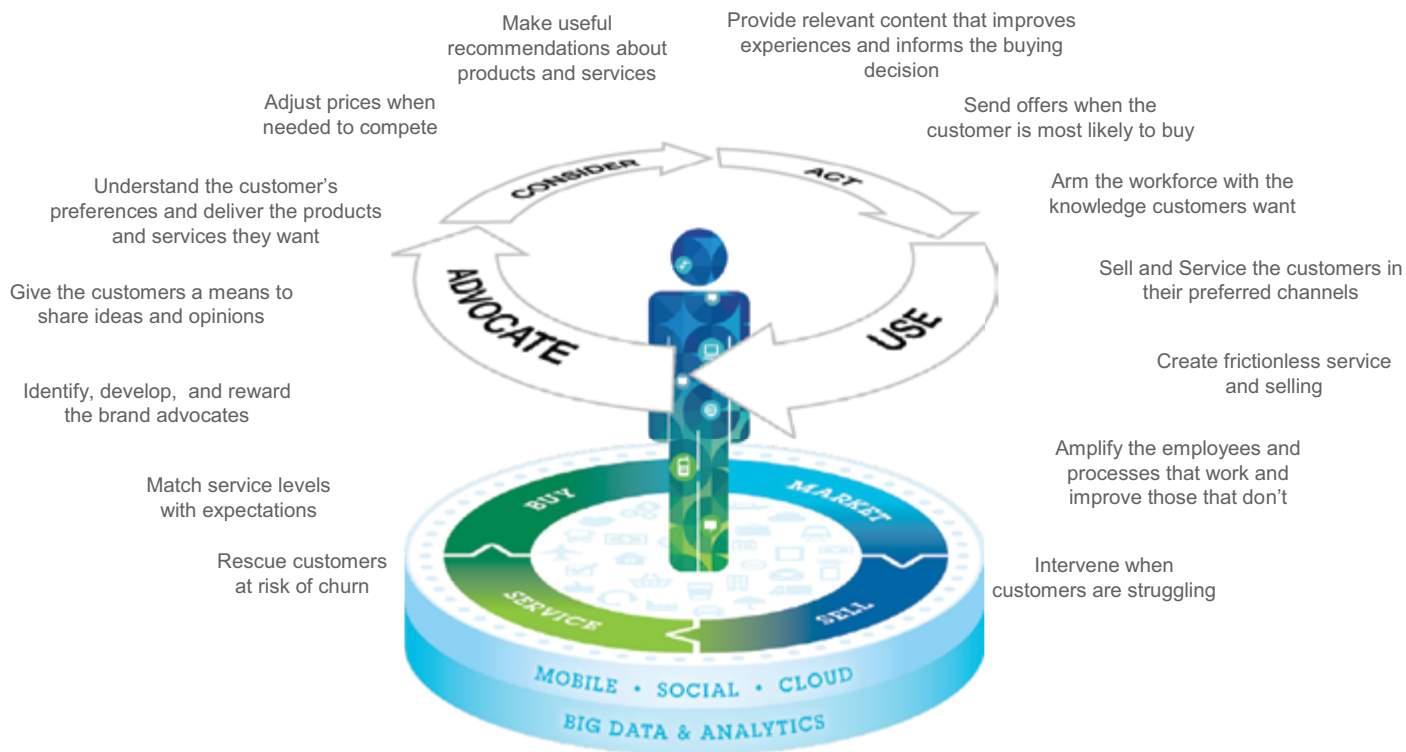 Make useful
recommendations about
products and services
Provide relevant content that improves
experiences and informs the buying
decision
Adjust prices when
needed to compete
Send offers when the
customer is most likely to buy
CONSIDER
ACT
Understand the customer’s
preferences and deliver the products
and services they want
Arm the workforce with the
knowledge customers want
ADVOCATE
USE
Give the customers a means to
share ideas and opinions
Sell and Service the customers in
their preferred channels
Identify, develop,  and reward
the brand advocates
Create frictionless service
and selling
Match service levels
with expectations
Amplify the employees and
processes that work and
improve those that don’t
BUY
MARKET
Rescue customers
at risk of churn
Intervene when
customers are struggling
SERVICE
SELL
MOBILE • SOCIAL • CLOUD
BIG DATA & ANALYTICS